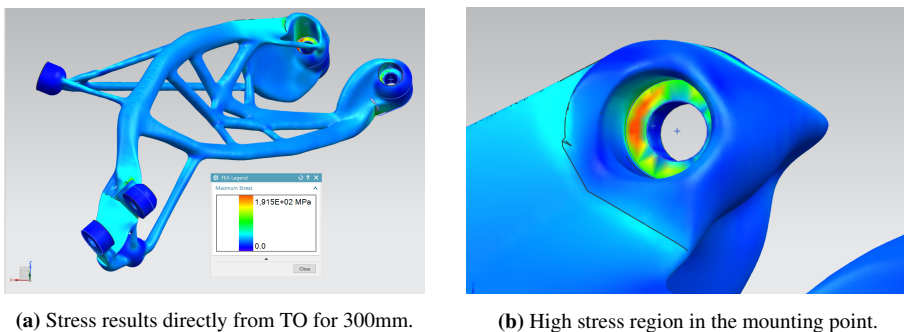 FEA Legend
Maximum Stress
1,915E+02 MPa
0.0
Close
(a) Stress results directly from TO for 300mm.
(b) High stress region in the mounting point.